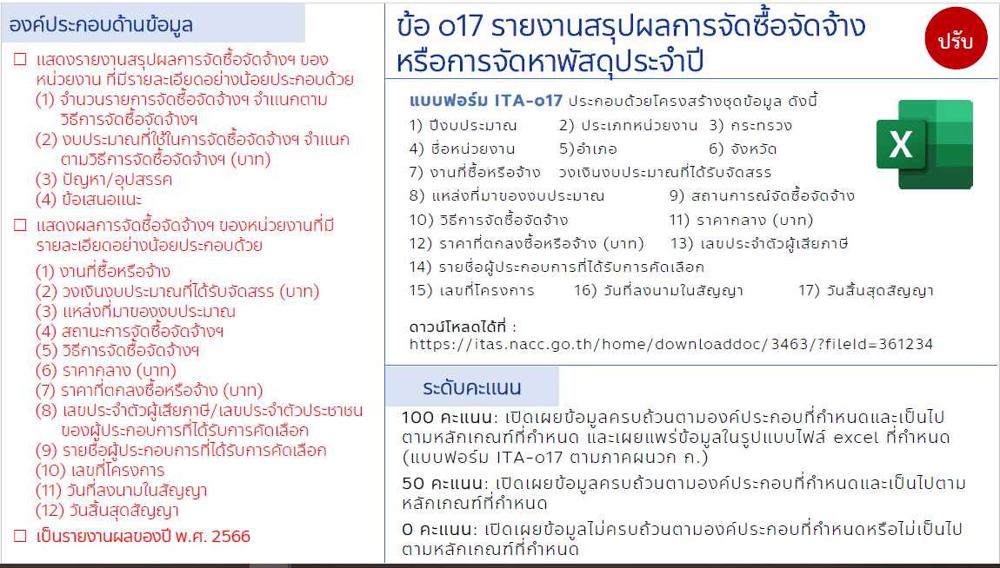 องค์ประกอบด้านข้อมูล
☐ แสดงรายงานสรุปผลการจัดซื้อจัดจ้างฯ ของ
หน่วยงาน ที่มีรายละเอียดอย่างน้อยประกอบด้วย
(1) จำนวนรายการจัดซื้อจัดจ้างฯ จำแนกตาม
วิธีการจัดซื้อจัดจ้างฯ
(2) งบประมาณที่ใช้ในการจัดซื้อจัดจ้างฯ จำแนก
ตามวิธีการจัดซื้อจัดจ้างฯ (บาท)
(3) ปัญหา/อุปสรรค
(4) ข้อเสนอแนะ
☐ แสดงผลการจัดซื้อจัดจ้างฯ ของหน่วยงานที่มี
รายละเอียดอย่างน้อยประกอบด้วย
(1) งานที่ซื้อหรือจ้าง
(2) วงเงินงบประมาณที่ได้รับจัดสรร (บาท)
(3) แหล่งที่มาของงบประมาณ
(4) สถานะการจัดซื้อจัดจ้างฯ
(5) วิธีการจัดซื้อจัดจ้างฯ
(6) ราคากลาง (บาท)
(7) ราคาที่ตกลงซื้อหรือจ้าง (บาท)
(8) เลขประจำตัวผู้เสียภาษี/เลขประจำตัวประชาชน
ของผู้ประกอบการที่ได้รับการคัดเลือก
(9) รายชื่อผู้ประกอบการที่ได้รับการคัดเลือก
(10) เลขที่โครงการ
(11) วันที่ลงนามในสัญญา
(12) วันสิ้นสุดสัญญา
☐ เป็นรายงานผลของปี พ.ศ. 2566
ข้อ o17 รายงานสรุปผลการจัดซื้อจัดจ้าง
หรือการจัดหาพัสดุประจำปี
ปรับ
แบบฟอร์ม ITA-o17 ประกอบด้วยโครงสร้างชุดข้อมูล ดังนี้
1) ปีงบประมาณ 2) ประเภทหน่วยงาน 3) กระทรวง
4) ชื่อหน่วยงาน 5)อำเภอ 6) จังหวัด
7) งานที่ซื้อหรือจ้าง วงเงินงบประมาณที่ได้รับจัดสรร
8) แหล่งที่มาของงบประมาณ 9) สถานการณ์จัดซื้อจัดจ้าง
10) วิธีการจัดซื้อจัดจ้าง 11) ราคากลาง (บาท)
12) ราคาที่ตกลงซื้อหรือจ้าง (บาท) 13) เลขประจำตัวผู้เสียภาษี
14) รายชื่อผู้ประกอบการที่ได้รับการคัดเลือก
15) เลขที่โครงการ 16) วันที่ลงนามในสัญญา 17) วันสิ้นสุดสัญญา
X
ดาวน์โหลดได้ที่ :
https://itas.nacc.go.th/home/downloaddoc/3463/?fileId=361234
ระดับคะแนน
100 คะแนน: เปิดเผยข้อมูลครบถ้วนตามองค์ประกอบที่กำหนดและเป็นไป
ตามหลักเกณฑ์ที่กำหนด และเผยแพร่ข้อมูลในรูปแบบไฟล์ excel ที่กำหนด
(แบบฟอร์ม ITA-o17 ตามภาคผนวก ก.)
50 คะแนน: เปิดเผยข้อมูลครบถ้วนตามองค์ประกอบที่กำหนดและเป็นไปตาม
หลักเกณฑ์ที่กำหนด
0 คะแนน: เปิดเผยข้อมูลไม่ครบถ้วนตามองค์ประกอบที่กำหนดหรือไม่เป็นไป
ตามหลักเกณฑ์ที่กำหนด